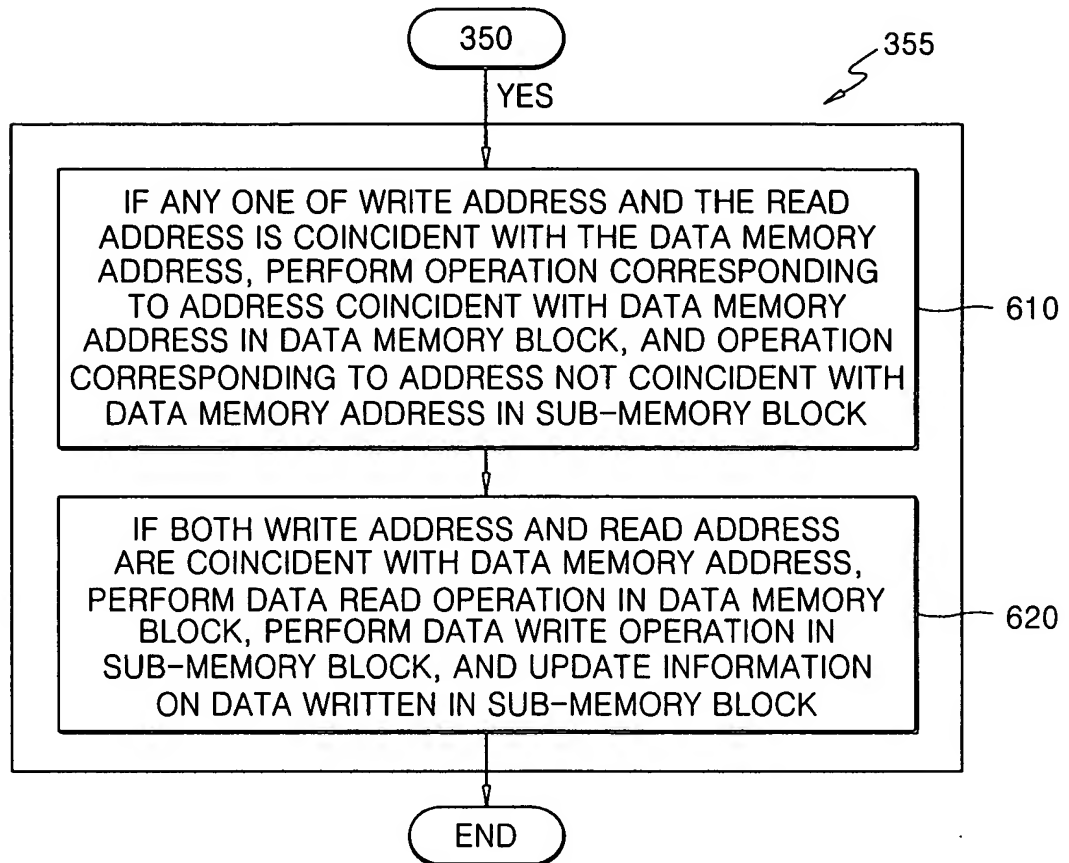 350
355
YES
IF ANY ONE OF WRITE ADDRESS AND THE READ
ADDRESS IS COINCIDENT WITH THE DATA MEMORY
ADDRESS, PERFORM OPERATION CORRESPONDING
TO ADDRESS COINCIDENT WITH DATA MEMORY
ADDRESS IN DATA MEMORY BLOCK, AND OPERATION
CORRESPONDING TO ADDRESS NOT COINCIDENT WITH
DATA MEMORY ADDRESS IN SUB-MEMORY BLOCK
610
IF BOTH WRITE ADDRESS AND READ ADDRESS
ARE COINCIDENT WITH DATA MEMORY ADDRESS,
PERFORM DATA READ OPERATION IN DATA MEMORY
BLOCK, PERFORM DATA WRITE OPERATION IN
SUB-MEMORY BLOCK, AND UPDATE INFORMATION
ON DATA WRITTEN IN SUB-MEMORY BLOCK
620
END